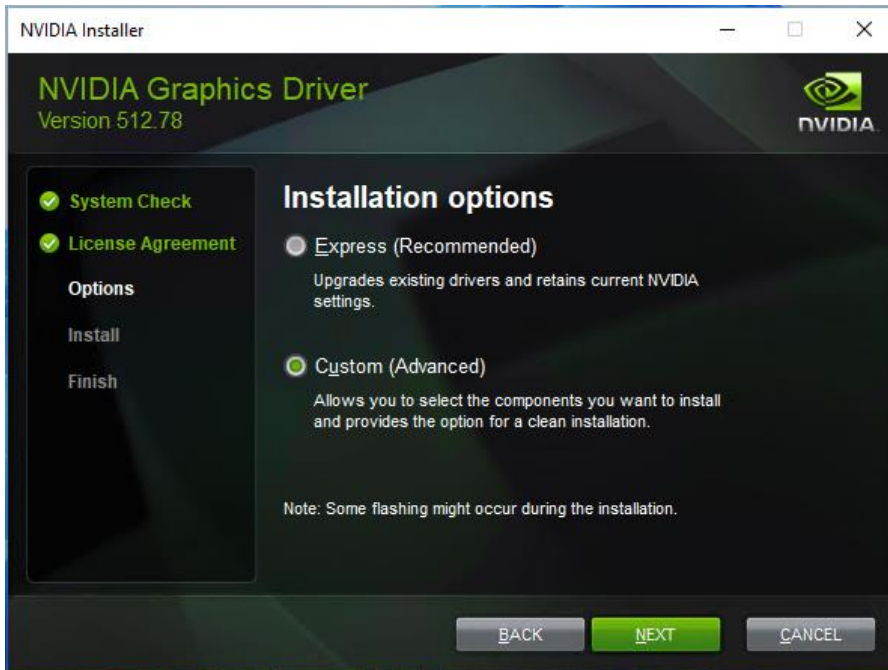 NVIDIA Installer
NVIDIA Graphics Driver
Version 512.78
NVIDIA.
System Check
License Agreement
Options
Install
Finish
Installation options
Express (Recommended)
Upgrades existing drivers and retains current NVIDIA
settings.
Custom (Advanced)
Allows you to select the components you want to install
and provides the option for a clean installation.
Note: Some flashing might occur during the installation.
BACK
NEXT
CANCEL